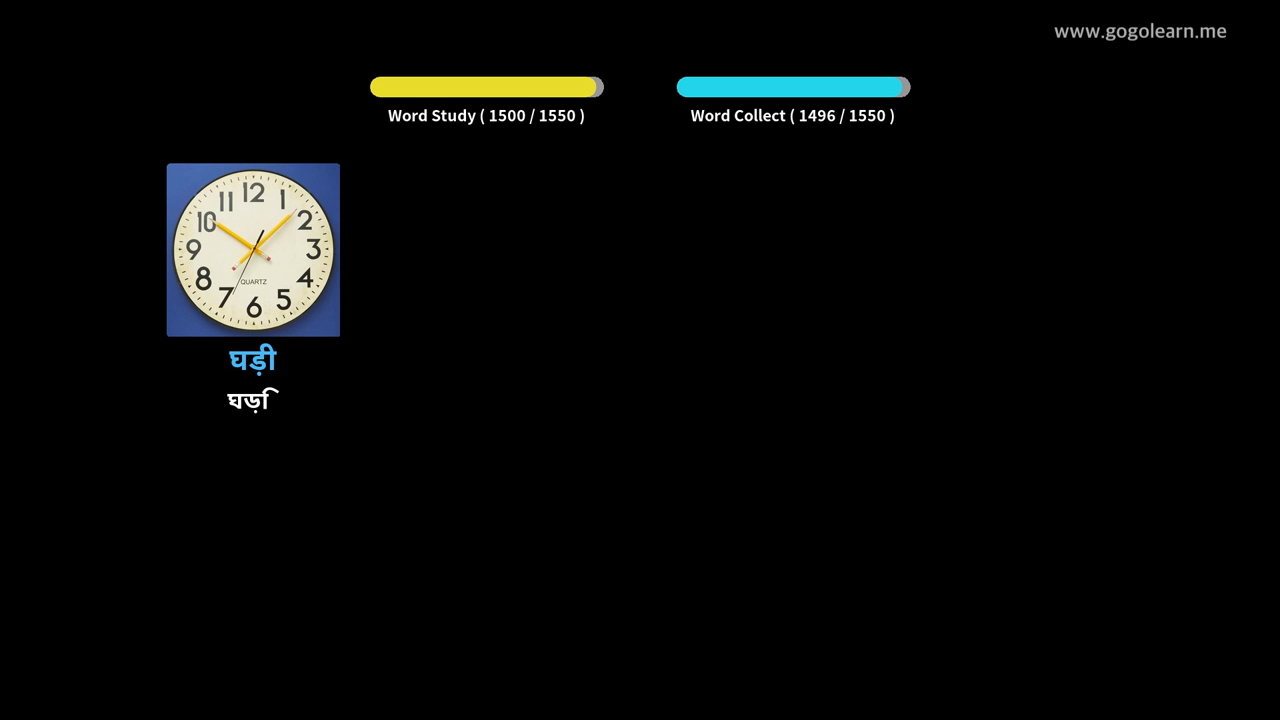 www.gogolearn.me
Word Study ( 1500 / 1550 )
Word Collect ( 1496 / 1550 )
12
11 1
10 2
9 3
8 4
QUARTZ
7 5
6
घड़ी
घड़ी